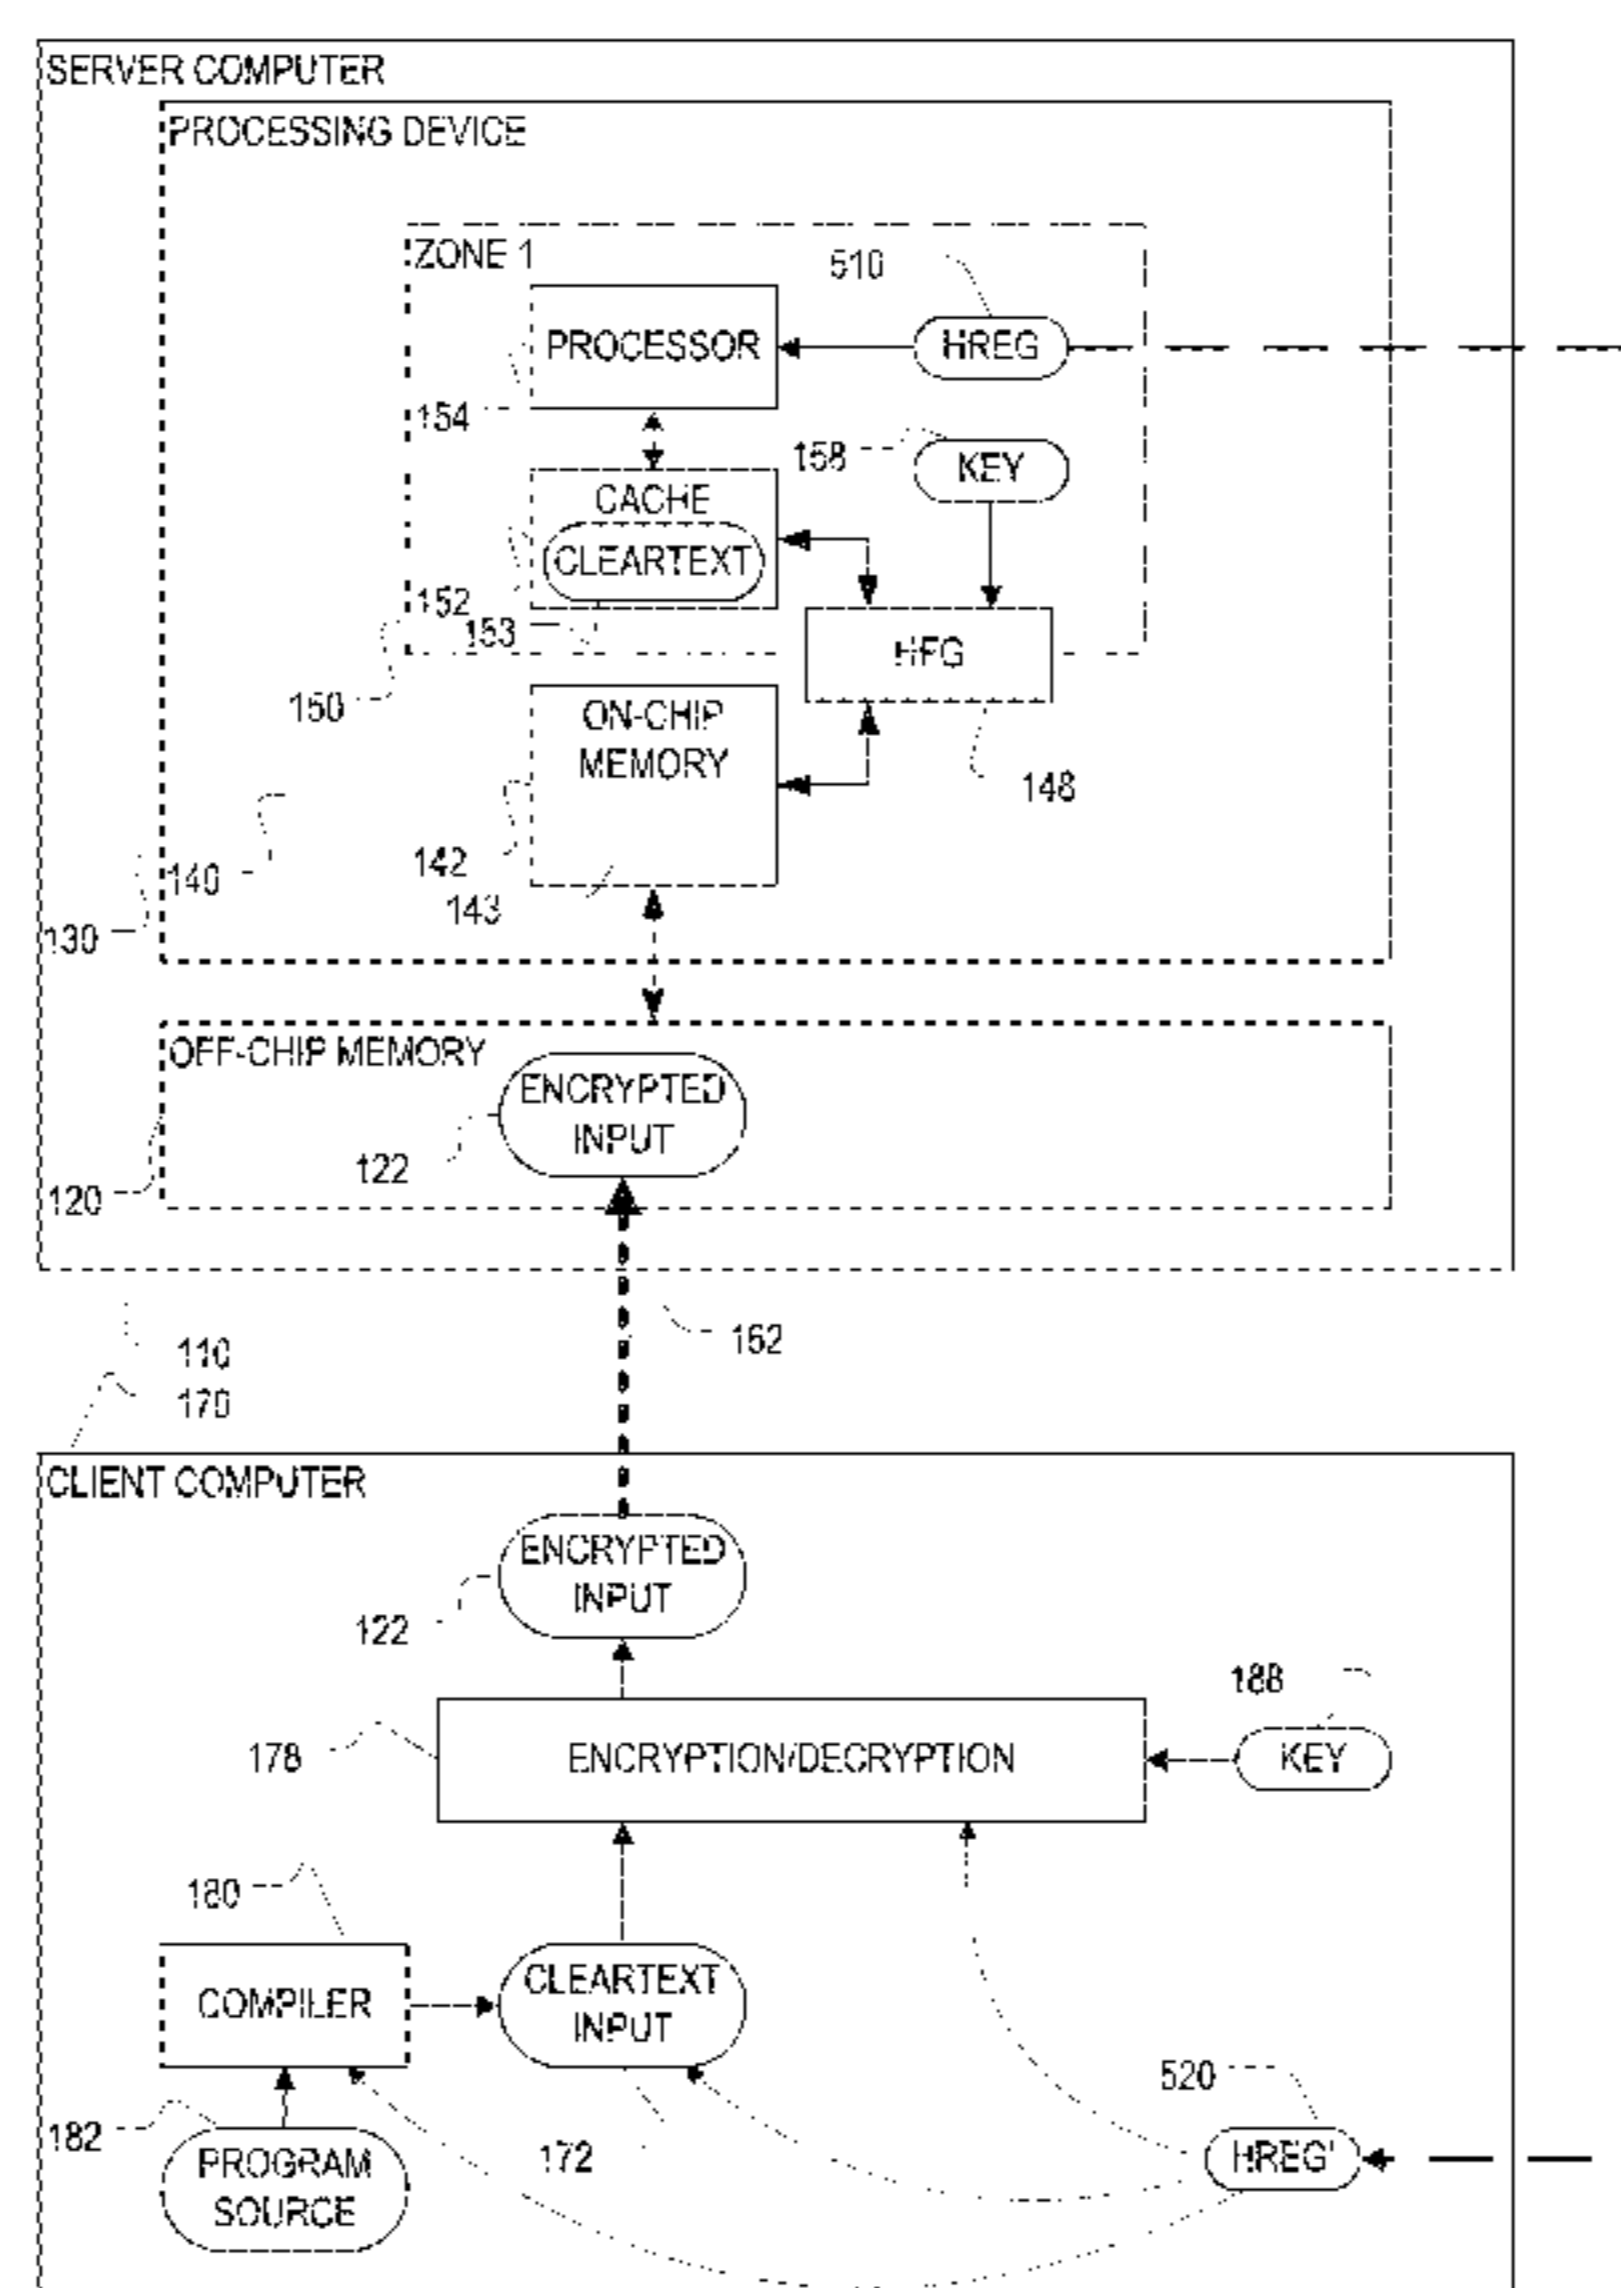 SERVER COMPUTER
PROCESSING DEVICE
ZONE 1
510
PROCESSOR
HREG
154
158
KEY
CACHE
CLEARTEXT
152
153
HFG
150
ON-CHIP
MEMORY
148
142
140
143
130
OFF-CHIP MEMORY
ENCRYPTED
INPUT
122
120
162
110
170
CLIENT COMPUTER
ENCRYPTED
INPUT
122
188
178
ENCRYPTION/DECRYPTION
KEY
180
CLEARTEXT
INPUT
COMPILER
520
182
172
HREG'
PROGRAM
SOURCE